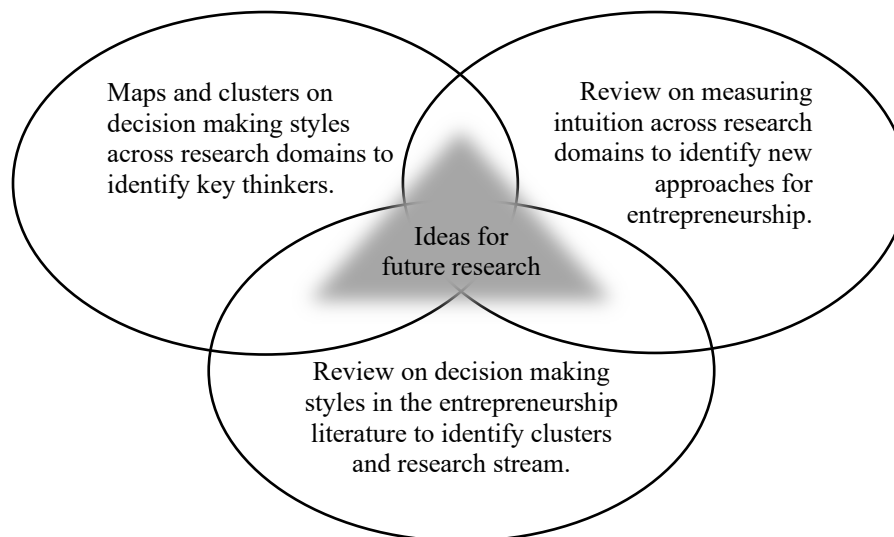 Maps and clusters on
decision making styles
across research domains to
identify key thinkers.
Review on measuring
intuition across research
domains to identify new
approaches for
entrepreneurship.
Ideas for
future research
Review on decision making
styles in the entrepreneurship
literature to identify clusters
and research stream.